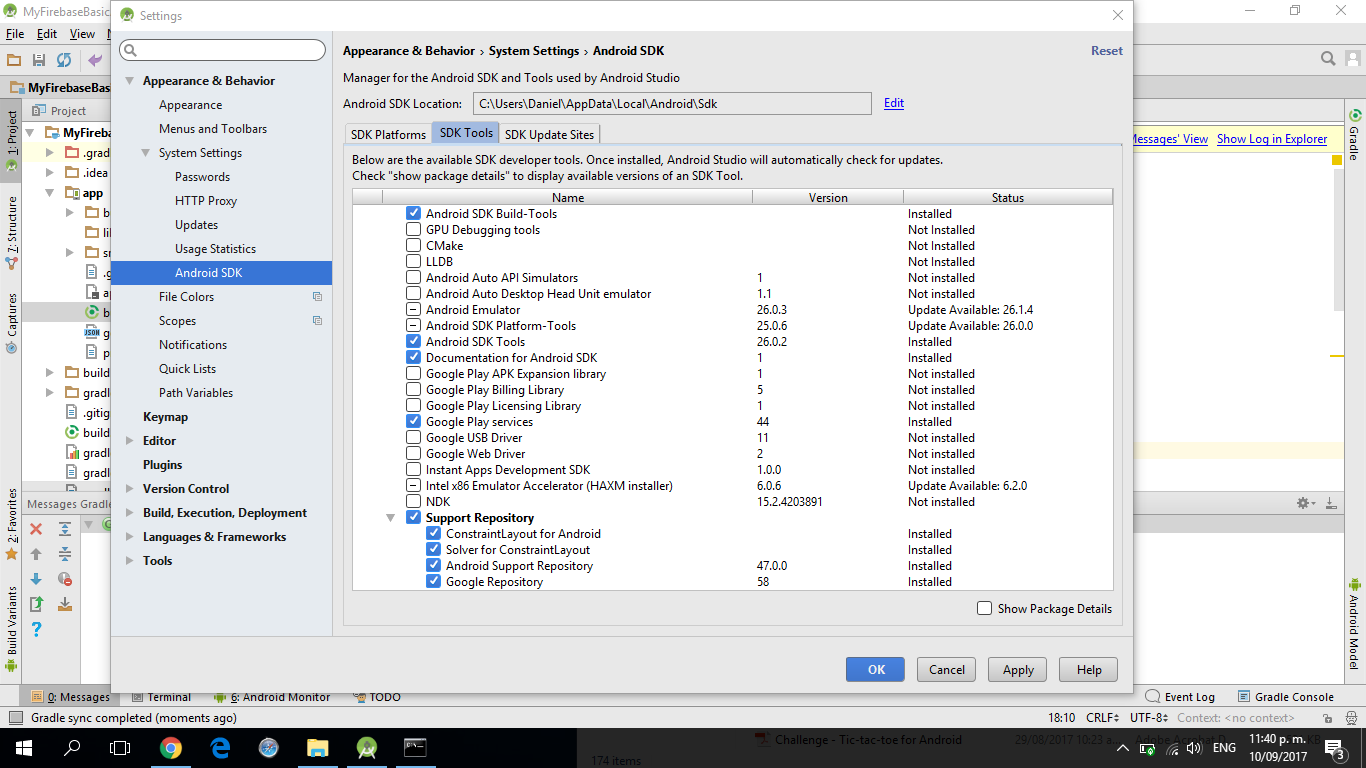 MyFirebaseBasic
Settings
File Edit View
MyFirebaseBas
Project
1: Project
7: Structure
Captures
2: Favorites
Build Variants
MyFireba
.grad
.idea
app
b
li
sr
.g
ap
b
g
p
build
gradl
.gitig
build
gradl
gradl
Appearance & Behavior
Appearance
Menus and Toolbars
System Settings
Passwords
HTTP Proxy
Updates
Usage Statistics
Android SDK
File Colors
Scopes
Notifications
Quick Lists
Path Variables
Keymap
Editor
Plugins
Version Control
Build, Execution, Deployment
Languages & Frameworks
Tools
Appearance & Behavior › System Settings › Android SDK
Reset
Manager for the Android SDK and Tools used by Android Studio
Android SDK Location: C:\Users\Daniel\AppData\Local\Android\Sdk Edit
SDK Platforms SDK Tools SDK Update Sites
Below are the available SDK developer tools. Once installed, Android Studio will automatically check for updates.
Check "show package details" to display available versions of an SDK Tool.
Name Version Status
Android SDK Build-Tools Installed
GPU Debugging tools Not Installed
CMake Not Installed
LLDB Not Installed
Android Auto API Simulators 1 Not installed
Android Auto Desktop Head Unit emulator 1.1 Not installed
Android Emulator 26.0.3 Update Available: 26.1.4
Android SDK Platform-Tools 25.0.6 Update Available: 26.0.0
Android SDK Tools 26.0.2 Installed
Documentation for Android SDK 1 Installed
Google Play APK Expansion library 1 Not installed
Google Play Billing Library 5 Not installed
Google Play Licensing Library 1 Not installed
Google Play services 44 Installed
Google USB Driver 11 Not installed
Google Web Driver 2 Not installed
Instant Apps Development SDK 1.0.0 Not installed
Intel x86 Emulator Accelerator (HAXM installer) 6.0.6 Update Available: 6.2.0
NDK 15.2.4203891 Not installed
Support Repository
ConstraintLayout for Android Installed
Solver for ConstraintLayout Installed
Android Support Repository 47.0.0 Installed
Google Repository 58 Installed
Show Package Details
OK Cancel Apply Help
Messages' View Show Log in Explorer
Gradle
Android Model
Messages Gradle
0: Messages Terminal 6: Android Monitor TODO
Event Log Gradle Console
Gradle sync completed (moments ago)
18:10 CRLF UTF-8 Context: <no context>
Challenge - Tic-tac-toe for Android 29/08/2017 10:23 a... Adobe Acrobat D... KB
174 items
ENG
11:40 p. m.
10/09/2017
3